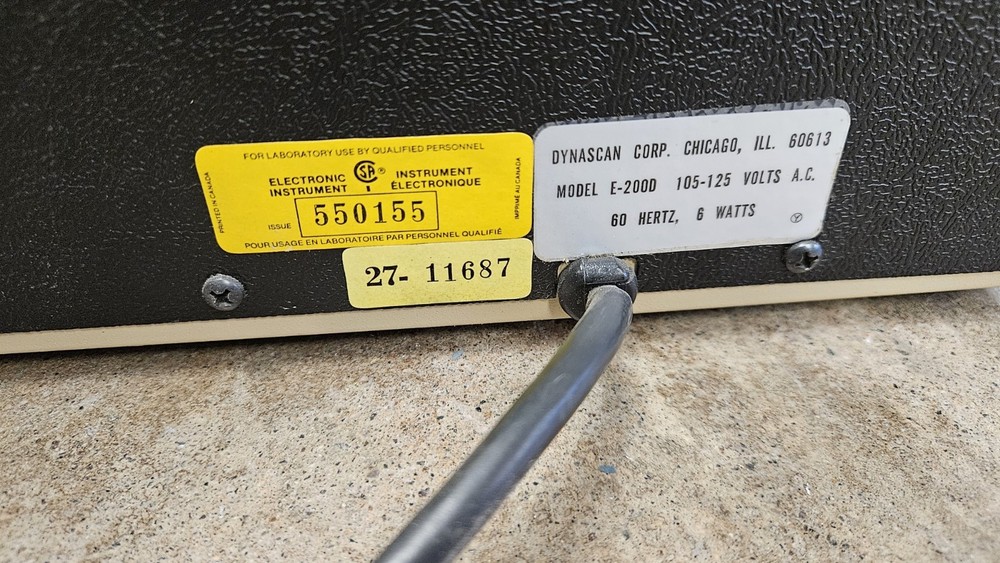 FOR LABORATORY USE BY QUALIFIED PERSONNEL
PRINTED IN CANADA
ELECTRONIC INSTRUMENT
SA®
INSTRUMENT ÉLECTRONIQUE
IMPRIMÉ AU CANADA
ISSUE 550155
POUR USAGE EN LABORATOIRE PAR PERSONNEL QUALIFIÉ
27- 11687
DYNASCAN CORP. CHICAGO, ILL. 60613
MODEL E-200D 105-125 VOLTS A.C.
60 HERTZ, 6 WATTS
Y